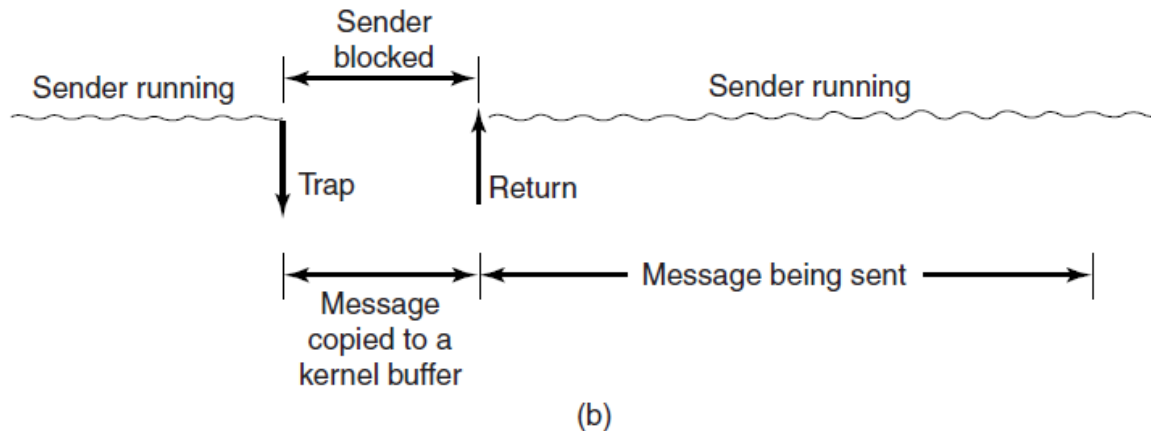 Sender
blocked
Sender running
Sender running
Trap
Return
Message being sent
Message
copied to a
kernel buffer
(b)